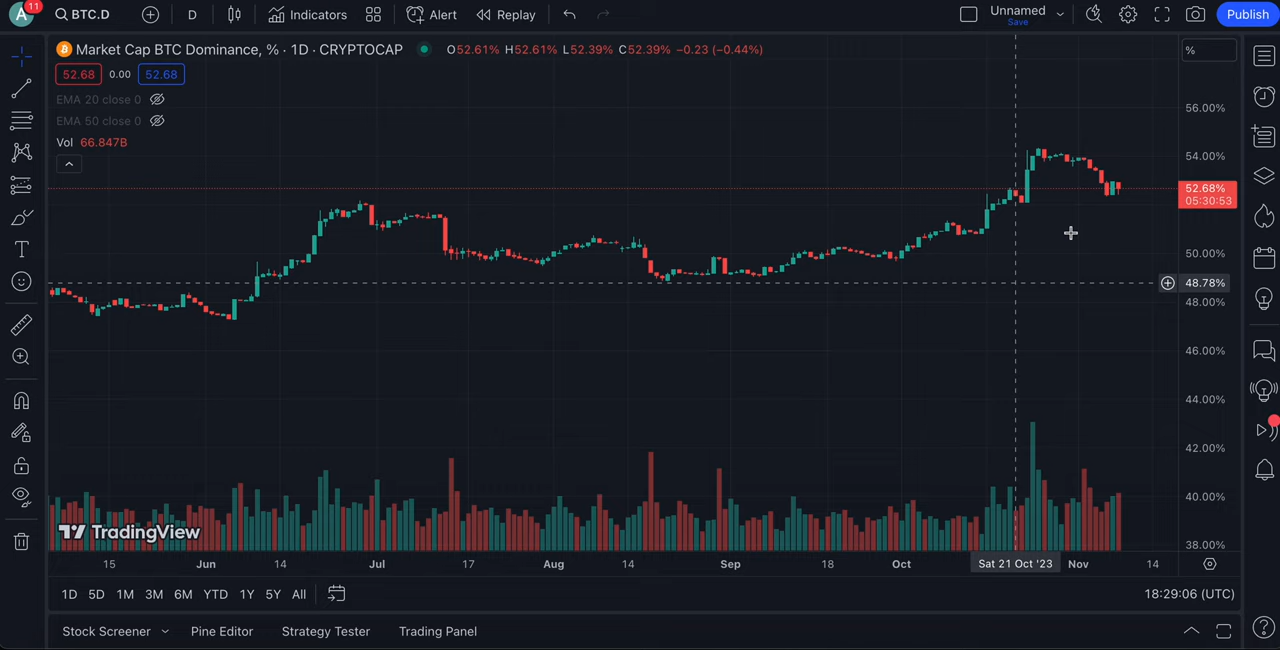 A 11 BTC.D D Indicators Alert Replay Unnamed Save Publish
Market Cap BTC Dominance, % · 1D · CRYPTOCAP O52.61% H52.61% L52.39% C52.39% −0.23 (−0.44%) %
52.68 0.00 52.68
EMA 20 close 0
EMA 50 close 0
Vol 66.847B
56.00%
54.00%
52.68%
05:30:53
50.00%
48.78%
48.00%
46.00%
44.00%
42.00%
40.00%
38.00%
TradingView
15 Jun 14 Jul 17 Aug 14 Sep 18 Oct Sat 21 Oct '23 Nov 14
1D 5D 1M 3M 6M YTD 1Y 5Y All 18:29:06 (UTC)
Stock Screener Pine Editor Strategy Tester Trading Panel